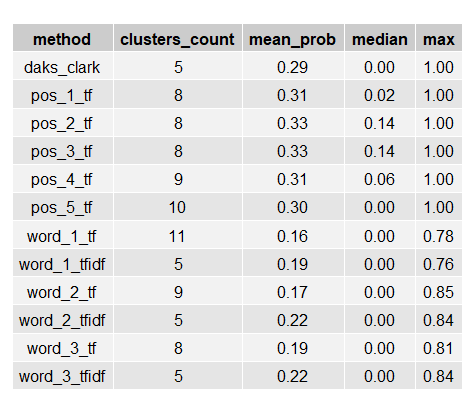 method clusters_count mean_prob median max
daks_clark 5 0.29 0.00 1.00
pos_1_tf 8 0.31 0.02 1.00
pos_2_tf 8 0.33 0.14 1.00
pos_3_tf 8 0.33 0.14 1.00
pos_4_tf 9 0.31 0.06 1.00
pos_5_tf 10 0.30 0.00 1.00
word_1_tf 11 0.16 0.00 0.78
word_1_tfidf 5 0.19 0.00 0.76
word_2_tf 9 0.17 0.00 0.85
word_2_tfidf 5 0.22 0.00 0.84
word_3_tf 8 0.19 0.00 0.81
word_3_tfidf 5 0.22 0.00 0.84